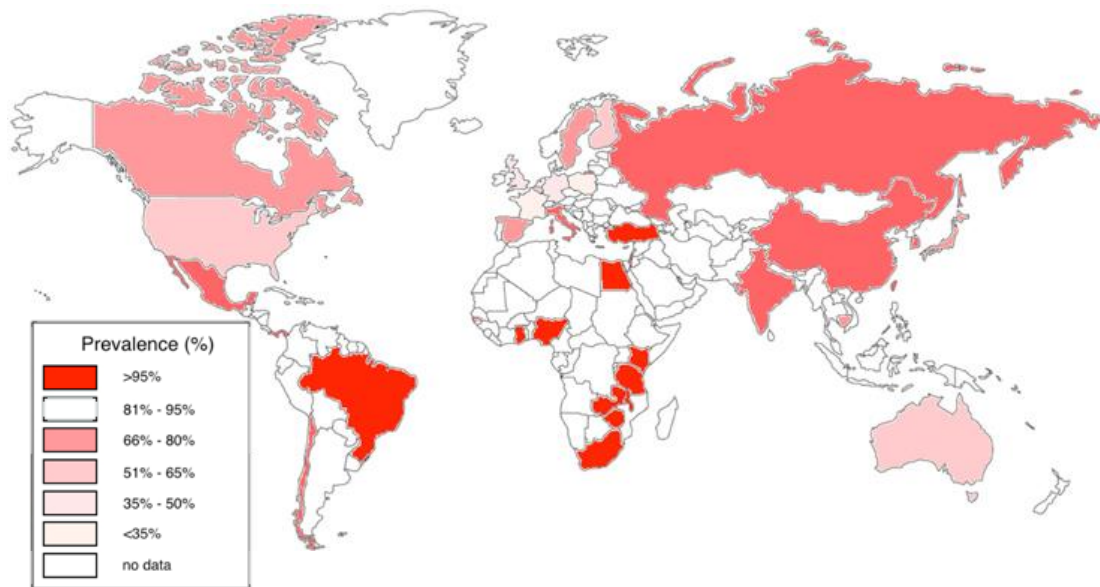 Prevalence (%)
>95%
81% - 95%
66% - 80%
51% - 65%
35% - 50%
<35%
no data